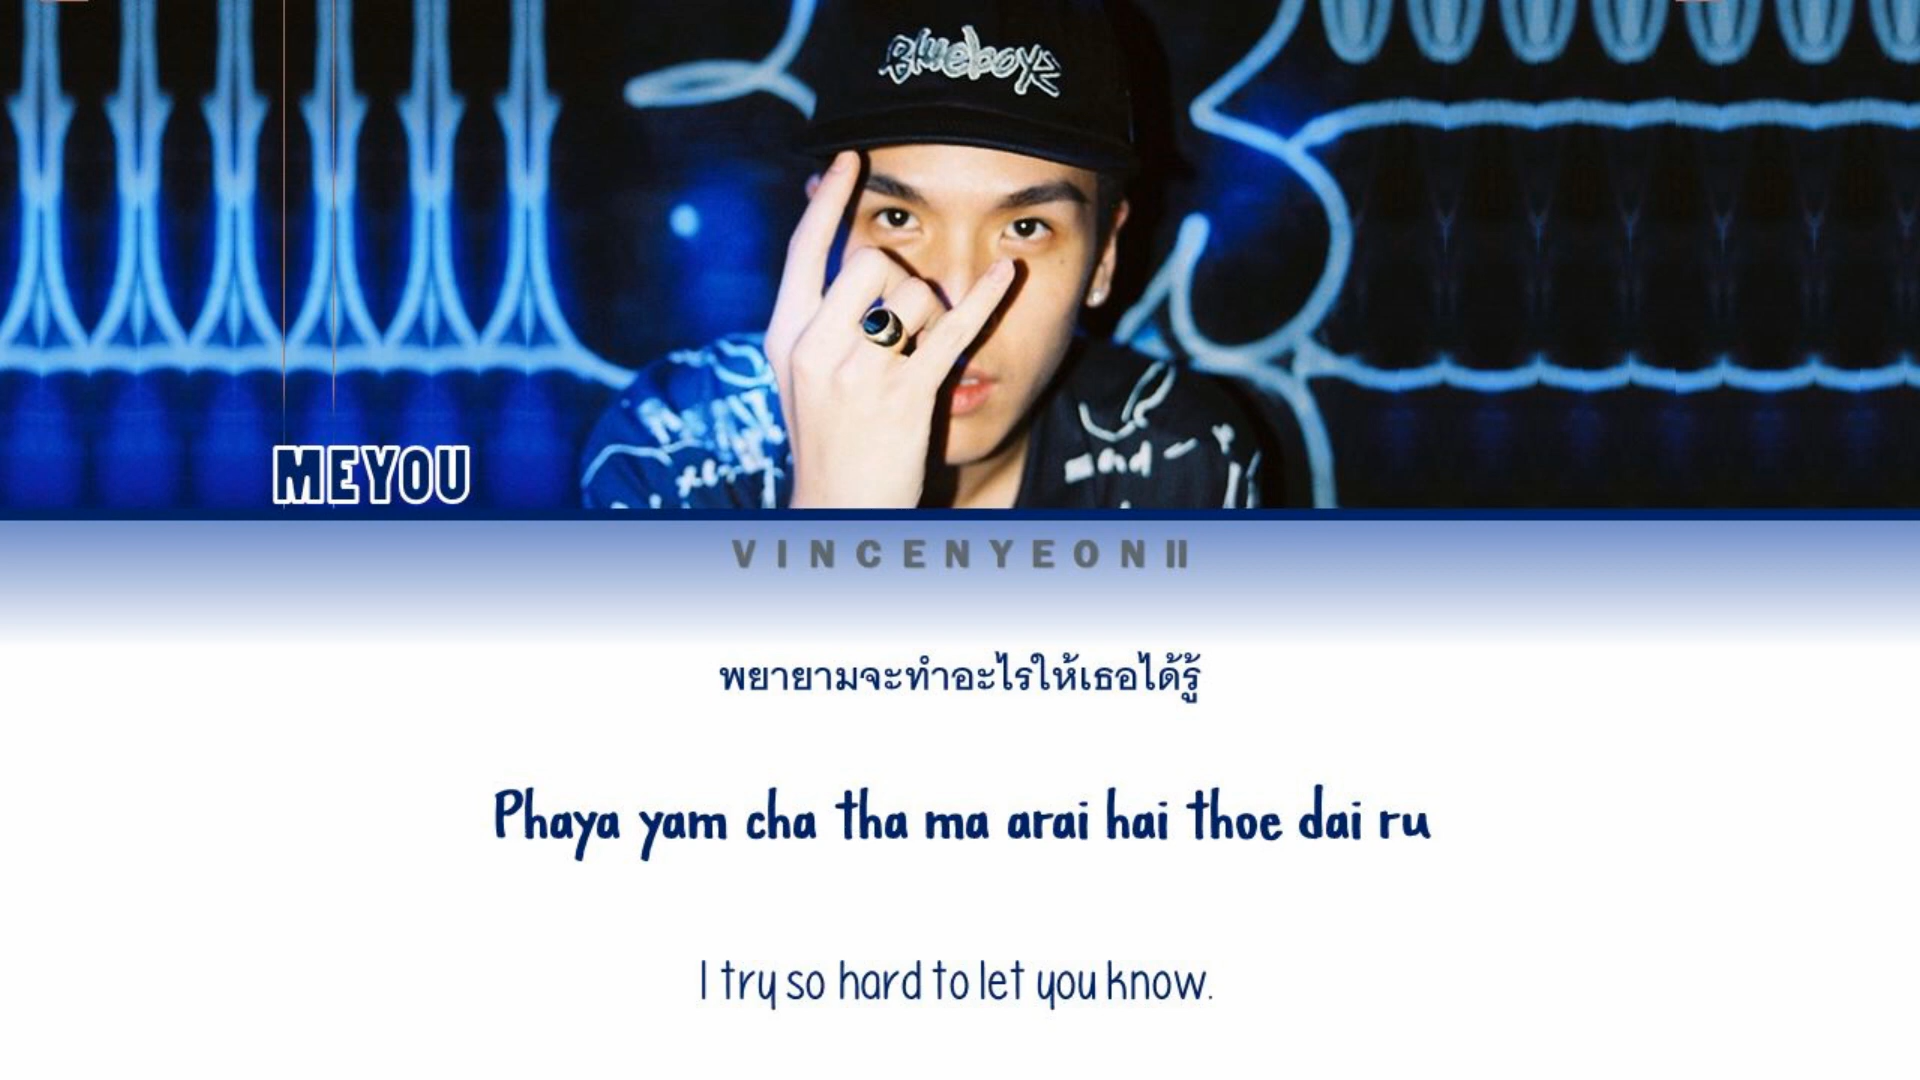 Blueboyz
MEYOU
VINCENYEONII
พยายามจะทำอะไรให้เธอได้รู้
Phaya yam cha tha ma arai hai thoe dai ru
I try so hard to let you know.